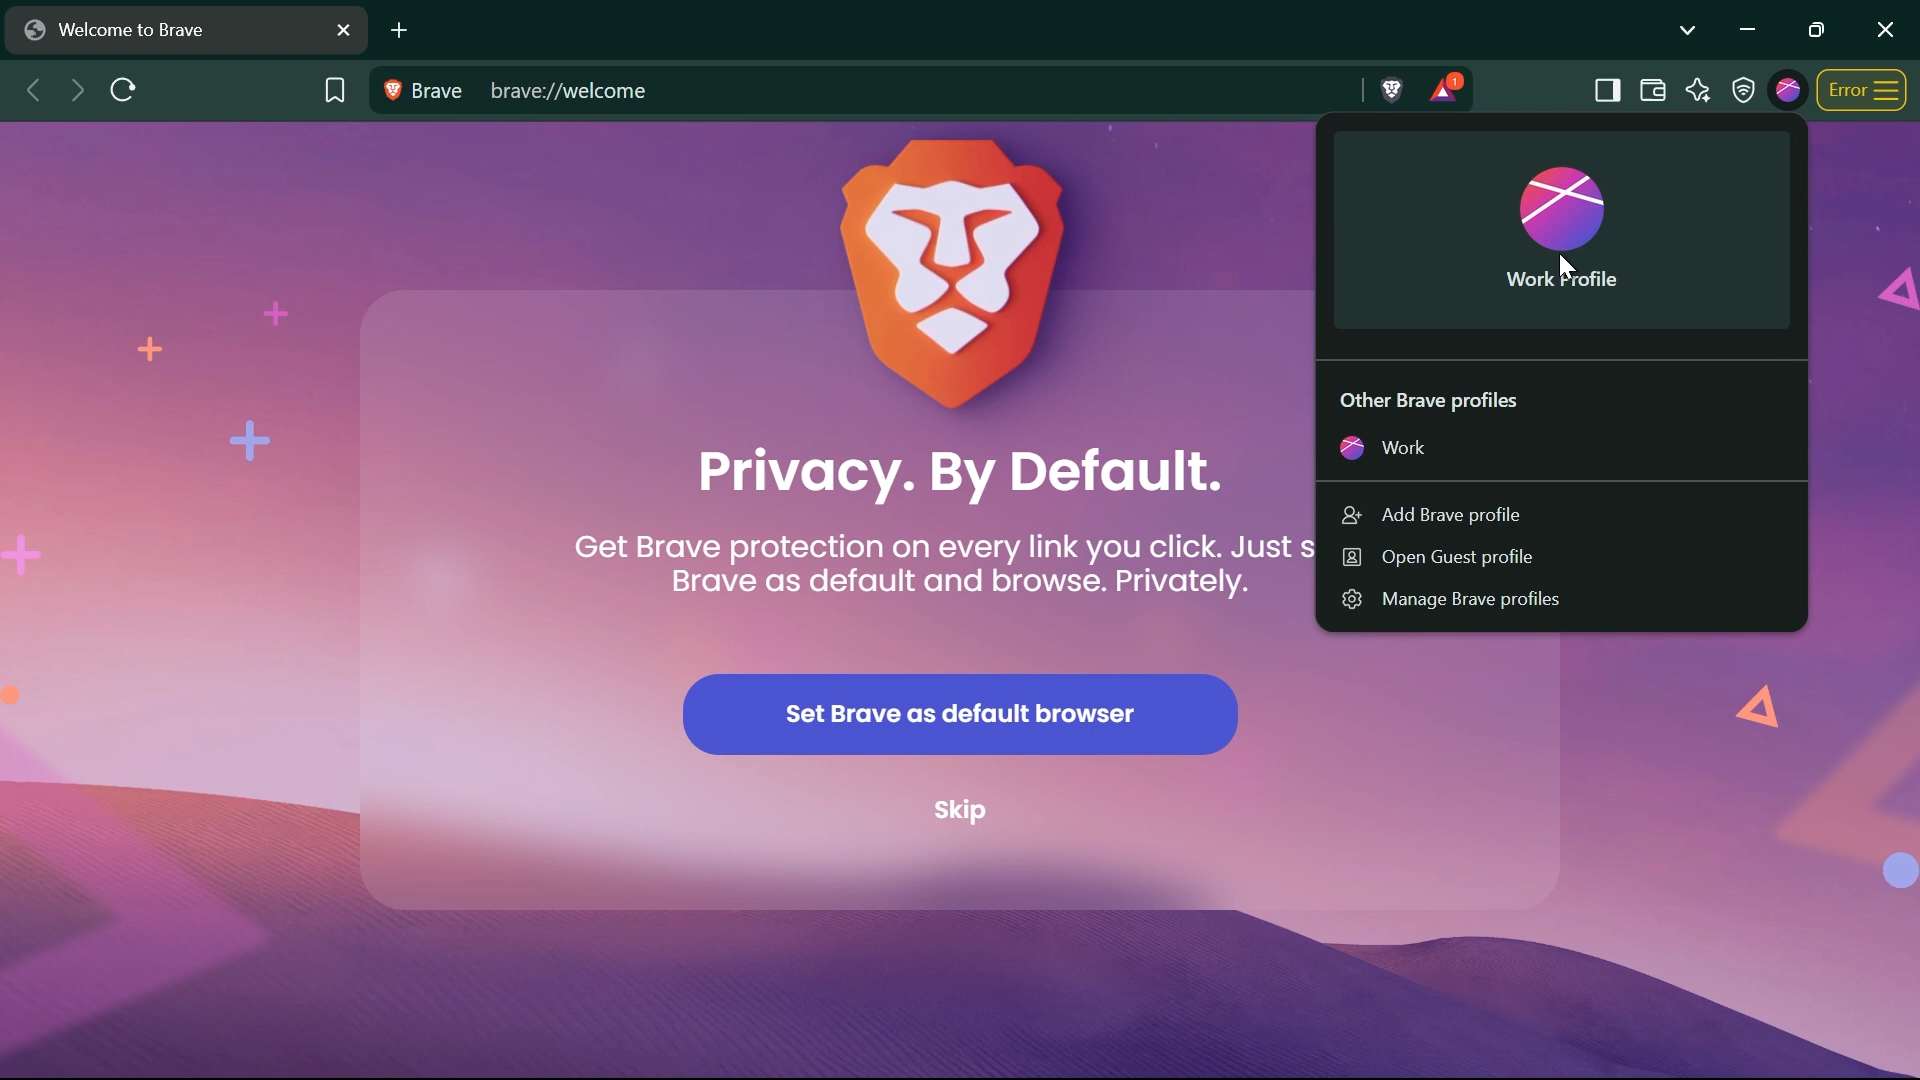 Welcome to Brave
Brave brave://welcome
1
Error
Work Profile
Other Brave profiles
Work
Add Brave profile
Open Guest profile
Manage Brave profiles
Privacy. By Default.
Get Brave protection on every link you click. Just s
Brave as default and browse. Privately.
Set Brave as default browser
Skip